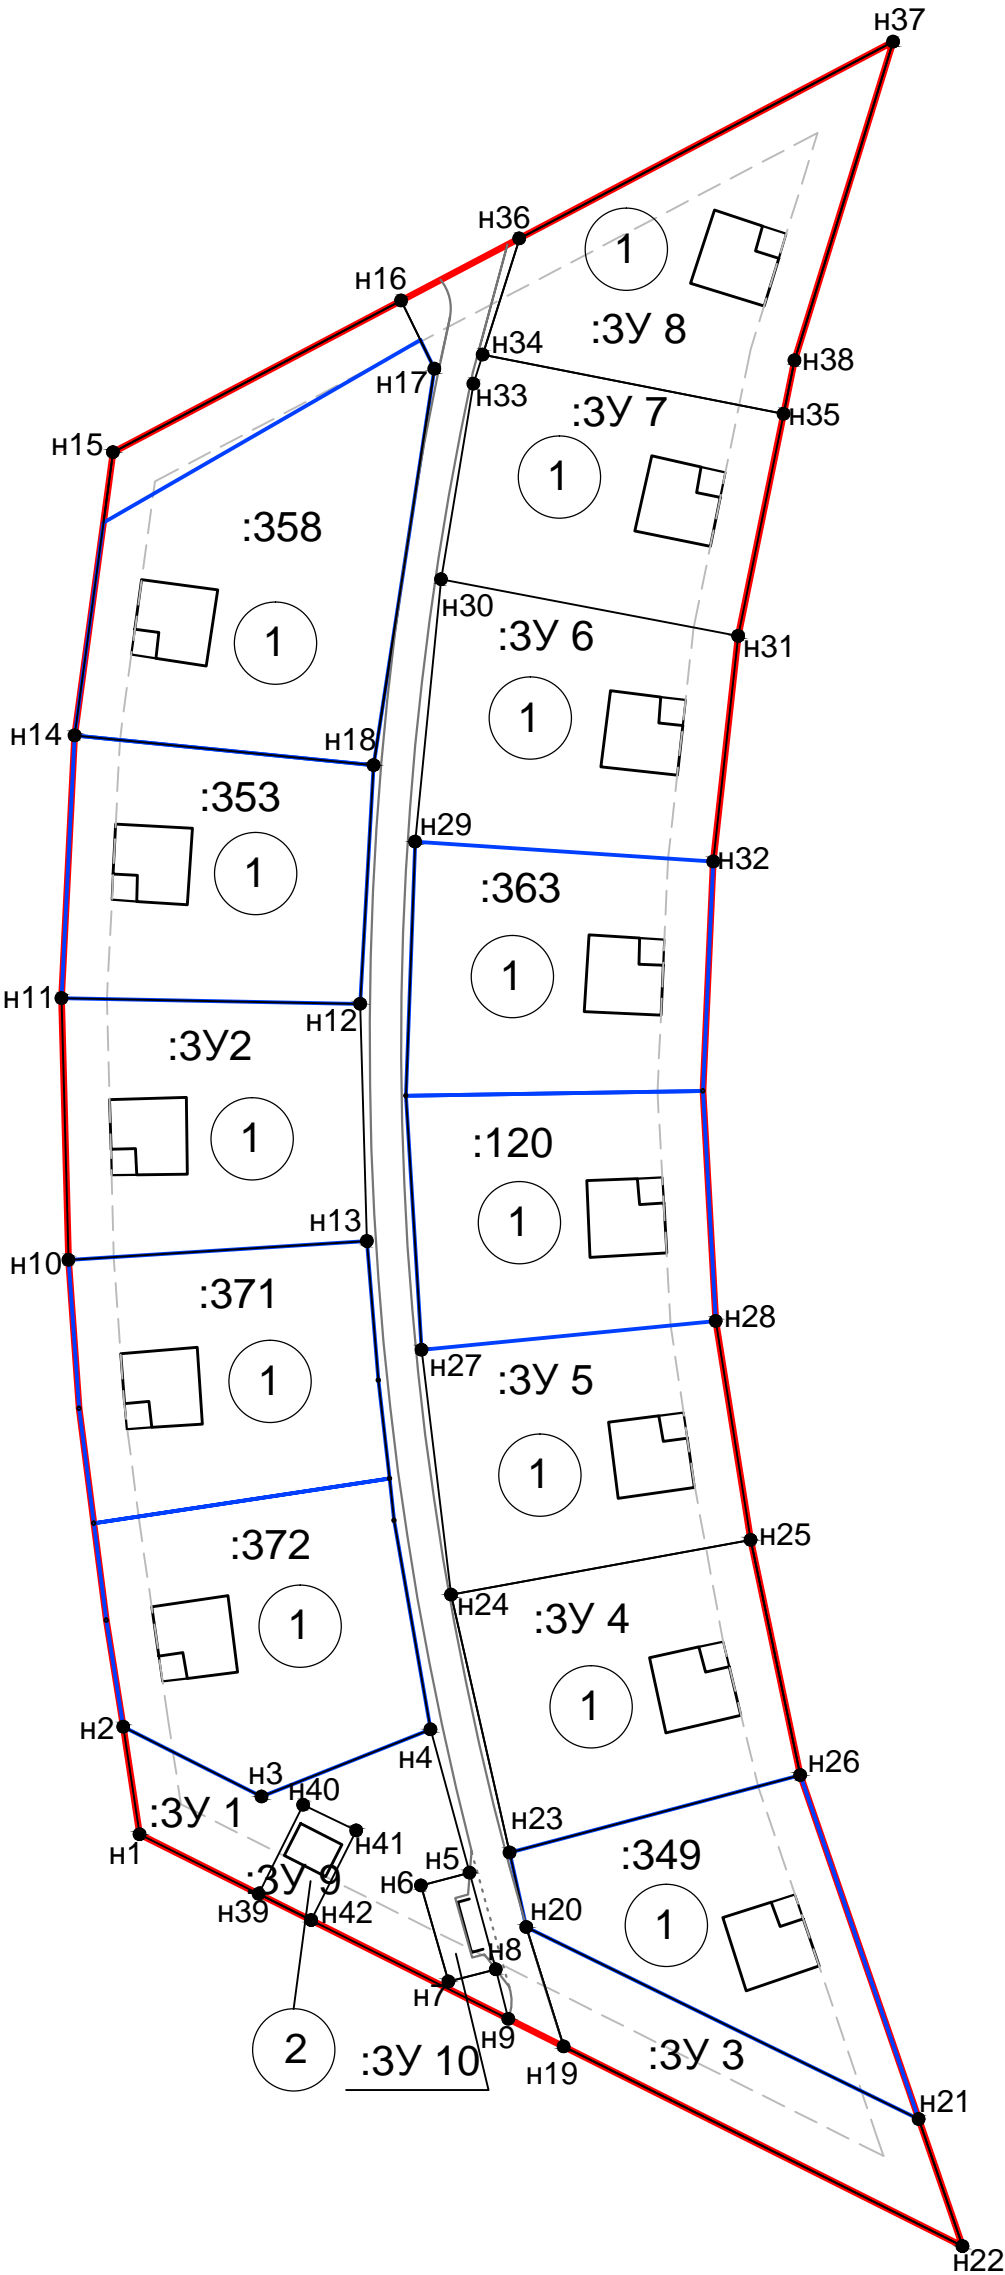 н37
н36
1
н16
:ЗУ 8
н34
н38
н17
н33
н35
:ЗУ 7
н15
1
:358
н30
:ЗУ 6
н31
1
1
н14
н18
:353
н29
н32
1
:363
1
н11
н12
:ЗУ2
1
:120
1
н13
н10
:371
н28
н27
:ЗУ 5
1
1
н25
:372
н24
:ЗУ 4
1
1
н2
н4
н26
н3
н40
:ЗУ 1
н41
н1
н23
:349
н5
:ЗУ 9
н6
н39
н42
н20
1
н8
н7
н9
2
:ЗУ 10
н19
:ЗУ 3
н21
н22